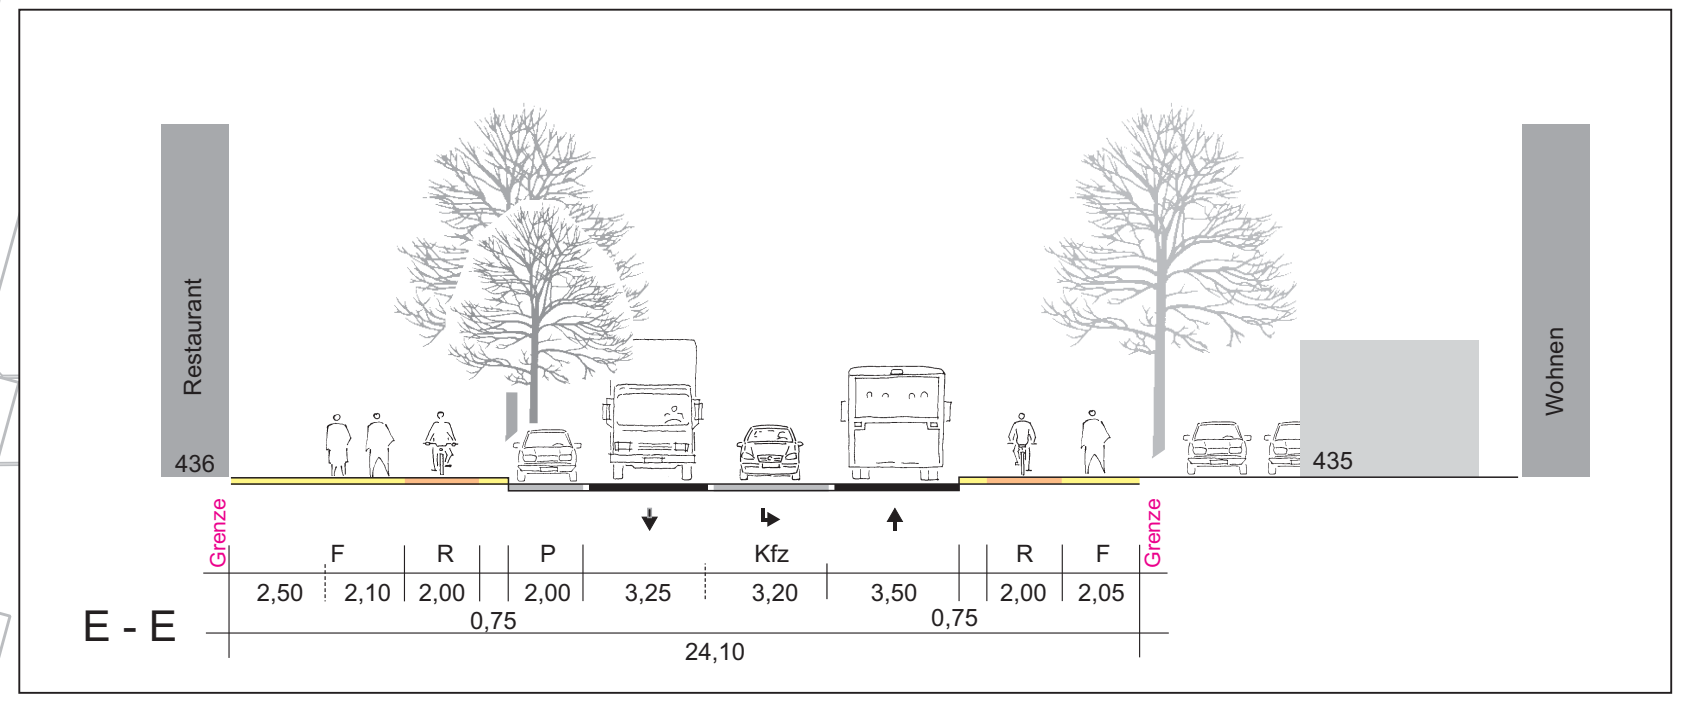 Restaurant
Wohnen
436
435
Grenze
Grenze
F R P Kfz R F
2,50 2,10 2,00 2,00 3,25 3,20 3,50 2,00 2,05
0,75 0,75
E - E
24,10